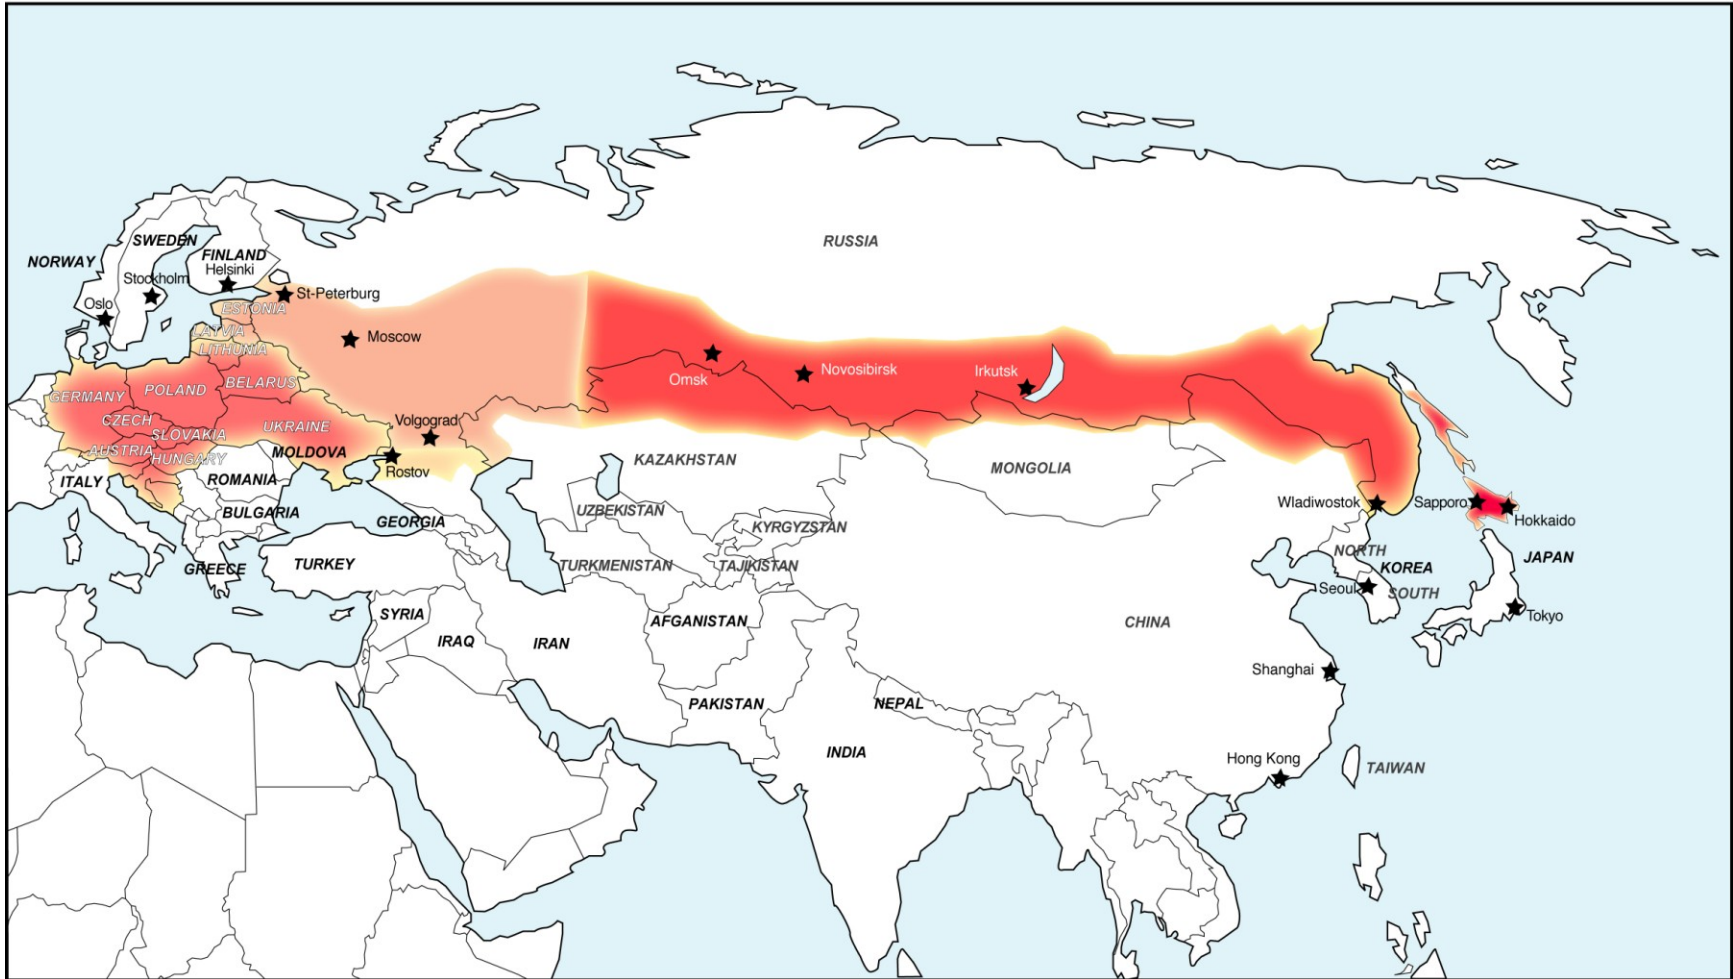 RUSSIA
SWEDEN
NORWAY
FINLAND
Helsinki
Stockholm
Oslo
St-Peterburg
ESTONIA
LATVIA
Moscow
LITHUNIA
Omsk
Novosibirsk
Irkutsk
BELARUS
POLAND
GERMANY
CZECH
Volgograd
UKRAINE
SLOVAKIA
AUSTRIA
MOLDOVA
HUNGARY
Rostov
KAZAKHSTAN
MONGOLIA
ITALY
ROMANIA
Wladiwostok
Sapporo
BULGARIA
UZBEKISTAN
Hokkaido
GEORGIA
KYRGYZSTAN
NORTH
JAPAN
TURKEY
GREECE
TURKMENISTAN
TAJIKISTAN
KOREA
Seoul
SOUTH
SYRIA
Tokyo
AFGANISTAN
CHINA
IRAQ
IRAN
Shanghai
PAKISTAN
NEPAL
INDIA
Hong Kong
TAIWAN